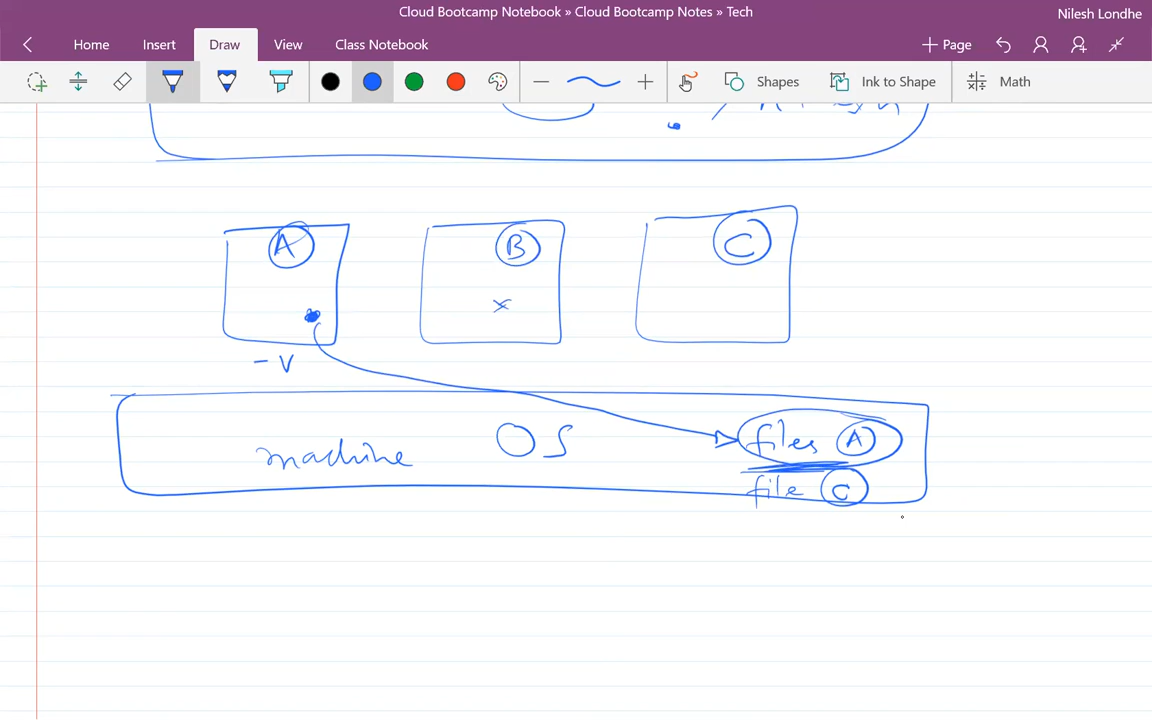 Cloud Bootcamp Notebook » Cloud Bootcamp Notes » Tech
Nilesh Londhe
Home Insert Draw View Class Notebook Page
Shapes Ink to Shape Math
A B C
x
- v
machine OS files A
file C